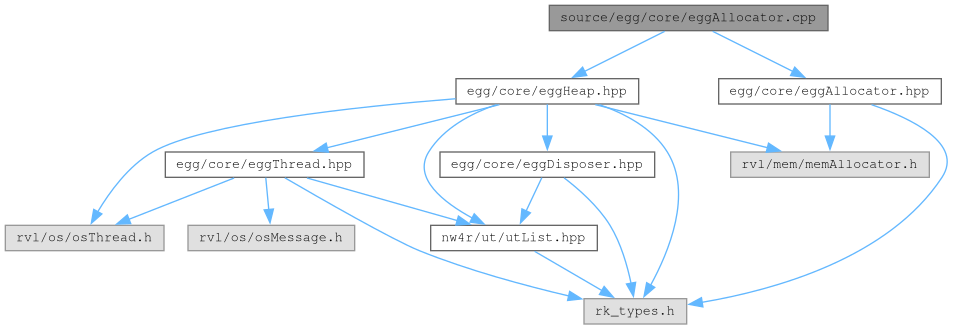 source/egg/core/eggAllocator.cpp
egg/core/eggHeap.hpp
egg/core/eggAllocator.hpp
egg/core/eggThread.hpp
egg/core/eggDisposer.hpp
rvl/mem/memAllocator.h
rvl/os/osThread.h
rvl/os/osMessage.h
nw4r/ut/utList.hpp
rk_types.h